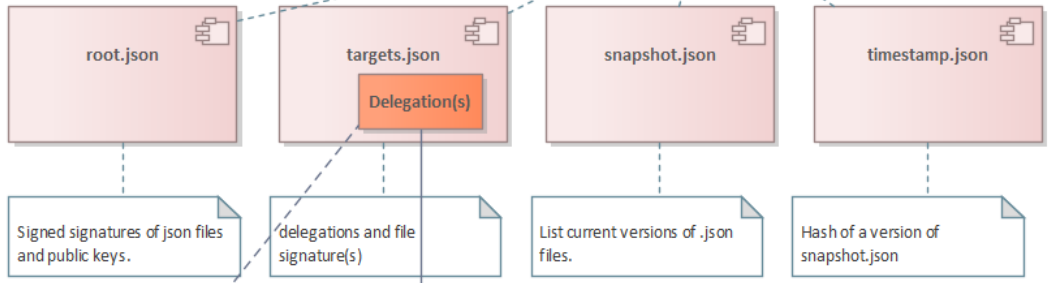 root.json
targets.json
snapshot.json
timestamp.json
Delegation(s)
Signed signatures of json files
and public keys.
delegations and file
signature(s)
List current versions of .json
files.
Hash of a version of
snapshot.json